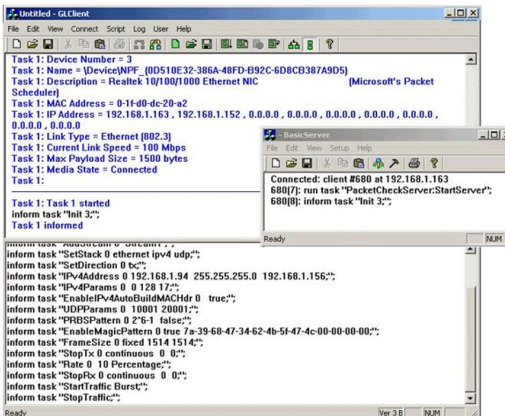 Untitled - GLClient
File Edit View Connect Script Log User Help
Task 1: Device Number = 3
Task 1: Name = \Device\NPF_{0D510E32-386A-48FD-B92C-6D8CB387A9D5}
Task 1: Description = Realtek 10/100/1000 Ethernet NIC (Microsoft's Packet
Scheduler)
Task 1: MAC Address = 0-1f-d0-dc-20-a2
Task 1: IP Address = 192.168.1.163 , 192.168.1.152 , 0.0.0.0 , 0.0.0.0 , 0.0.0.0 , 0.0.0.0 , 0.0.0.0 ,
0.0.0.0 , 0.0.0.0
Task 1: Link Type = Ethernet (802.3)
Task 1: Current Link Speed = 100 Mbps
Task 1: Max Payload Size = 1500 bytes
Task 1: Media State = Connected
Task 1:
Task 1: Task 1 started
inform task "Init 3;";
Task 1 informed
- BasicServer
File Edit View Setup Help
Connected: client #680 at 192.168.1.163
680[7]: run task "PacketCheckServer:StartServer";
680[8]: inform task "Init 3;";
Ready NUM
inform task "SetStack 0 ethernet ipv4 udp;";
inform task "SetDirection 0 tx;";
inform task "IPv4Address 0 192.168.1.94 255.255.255.0 192.168.1.156;";
inform task "IPv4Params 0 0 128 17;";
inform task "EnableIPv4AutoBuildMACHdr 0 true;";
inform task "UDPParams 0 10001 20001;";
inform task "PRBSPattern 0 2^6-1 false;";
inform task "EnableMagicPattern 0 true 7a-39-68-47-34-62-4b-5f-47-4c-00-00-00-00;";
inform task "FrameSize 0 fixed 1514 1514;";
inform task "StopTx 0 continuous 0 0;";
inform task "Rate 0 10 Percentage;";
inform task "StopRx 0 continuous 0 0;";
inform task "StartTraffic Burst;";
inform task "StopTraffic;";
Ready Ver 3 B NUM